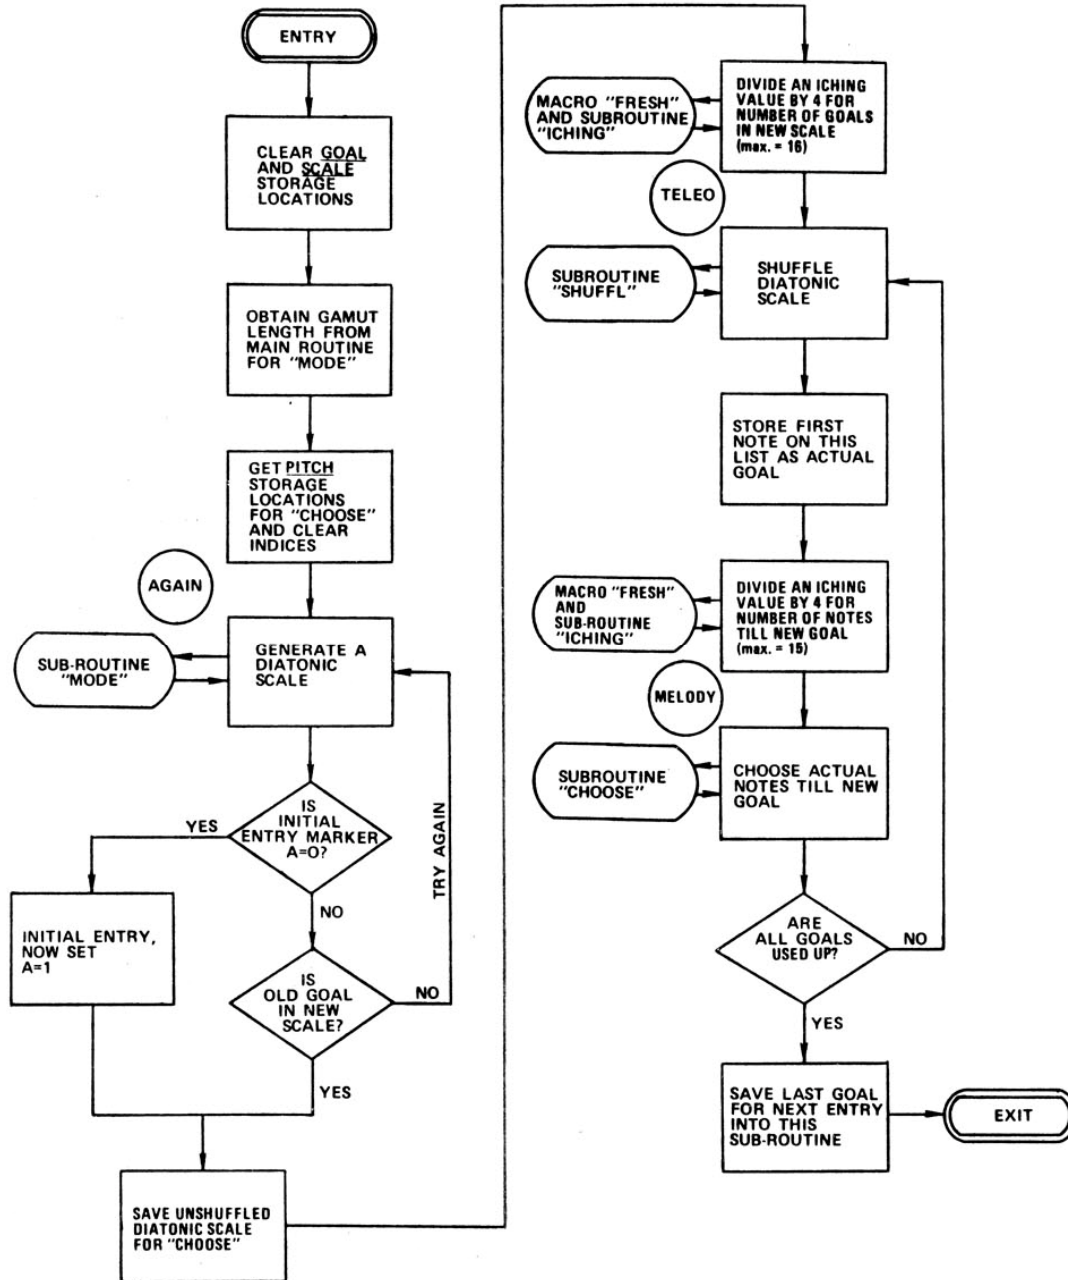 ENTRY
CLEAR GOAL
AND SCALE
STORAGE
LOCATIONS
OBTAIN GAMUT
LENGTH FROM
MAIN ROUTINE
FOR "MODE"
GET PITCH
STORAGE
LOCATIONS
FOR "CHOOSE"
AND CLEAR
INDICES
AGAIN
GENERATE A
DIATONIC
SCALE
SUB-ROUTINE
"MODE"
IS
INITIAL
ENTRY MARKER
A=O?
YES
NO
TRY AGAIN
INITIAL ENTRY,
NOW SET
A=1
IS
OLD GOAL
IN NEW
SCALE?
NO
YES
SAVE UNSHUFFLED
DIATONIC SCALE
FOR "CHOOSE"
DIVIDE AN ICHING
VALUE BY 4 FOR
NUMBER OF GOALS
IN NEW SCALE
(max. = 16)
MACRO "FRESH"
AND SUBROUTINE
"ICHING"
TELEO
SHUFFLE
DIATONIC
SCALE
SUBROUTINE
"SHUFFL"
STORE FIRST
NOTE ON THIS
LIST AS ACTUAL
GOAL
DIVIDE AN ICHING
VALUE BY 4 FOR
NUMBER OF NOTES
TILL NEW GOAL
(max. = 15)
MACRO "FRESH"
AND
SUB-ROUTINE
"ICHING"
MELODY
CHOOSE ACTUAL
NOTES TILL NEW
GOAL
SUBROUTINE
"CHOOSE"
ARE
ALL GOALS
USED UP?
NO
YES
SAVE LAST GOAL
FOR NEXT ENTRY
INTO THIS
SUB-ROUTINE
EXIT